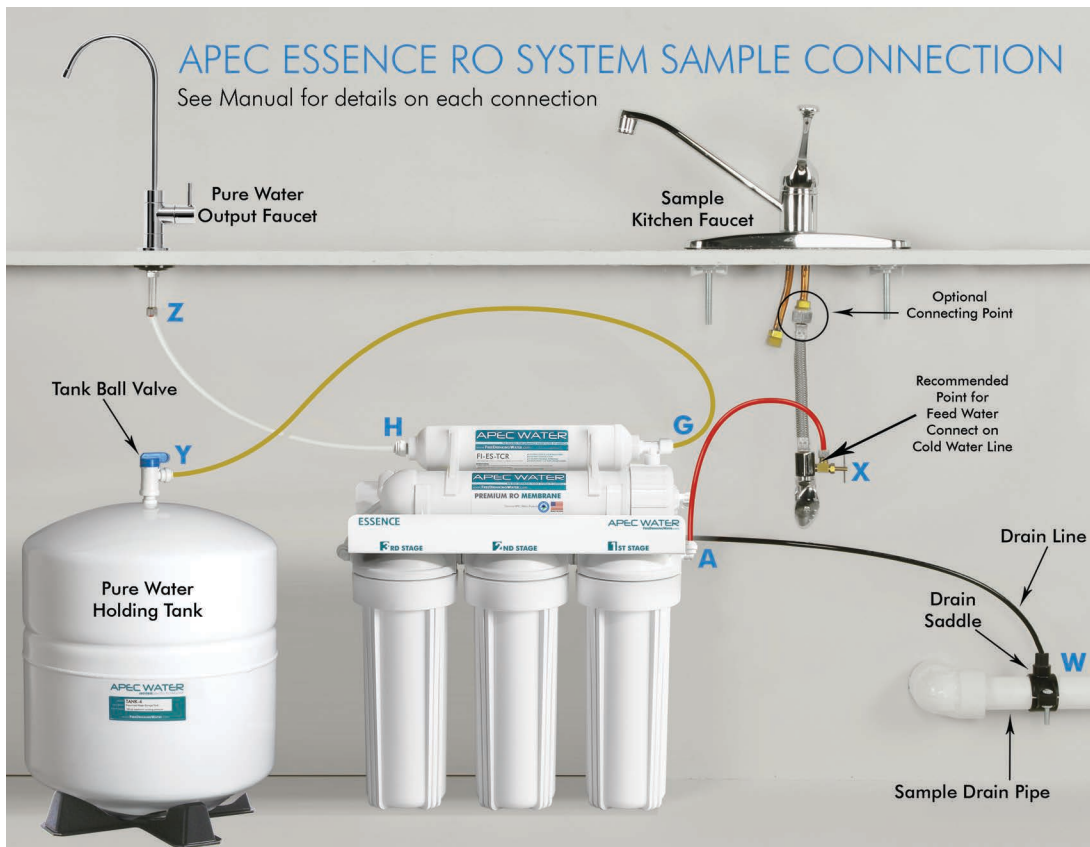 APEC ESSENCE RO SYSTEM SAMPLE CONNECTION
See Manual for details on each connection
Pure Water
Output Faucet
Sample
Kitchen Faucet
Z
Optional
Connecting Point
Tank Ball Valve
Recommended
Point for
Feed Water
Connect on
Cold Water Line
H
G
Y
X
APEC WATER
FI-ES-TCR
APEC WATER
PREMIUM RO MEMBRANE
ESSENCE
APEC WATER
3RD STAGE
2ND STAGE
1ST STAGE
A
Drain Line
Pure Water
Holding Tank
Drain
Saddle
W
APEC WATER
TANK-4
Sample Drain Pipe